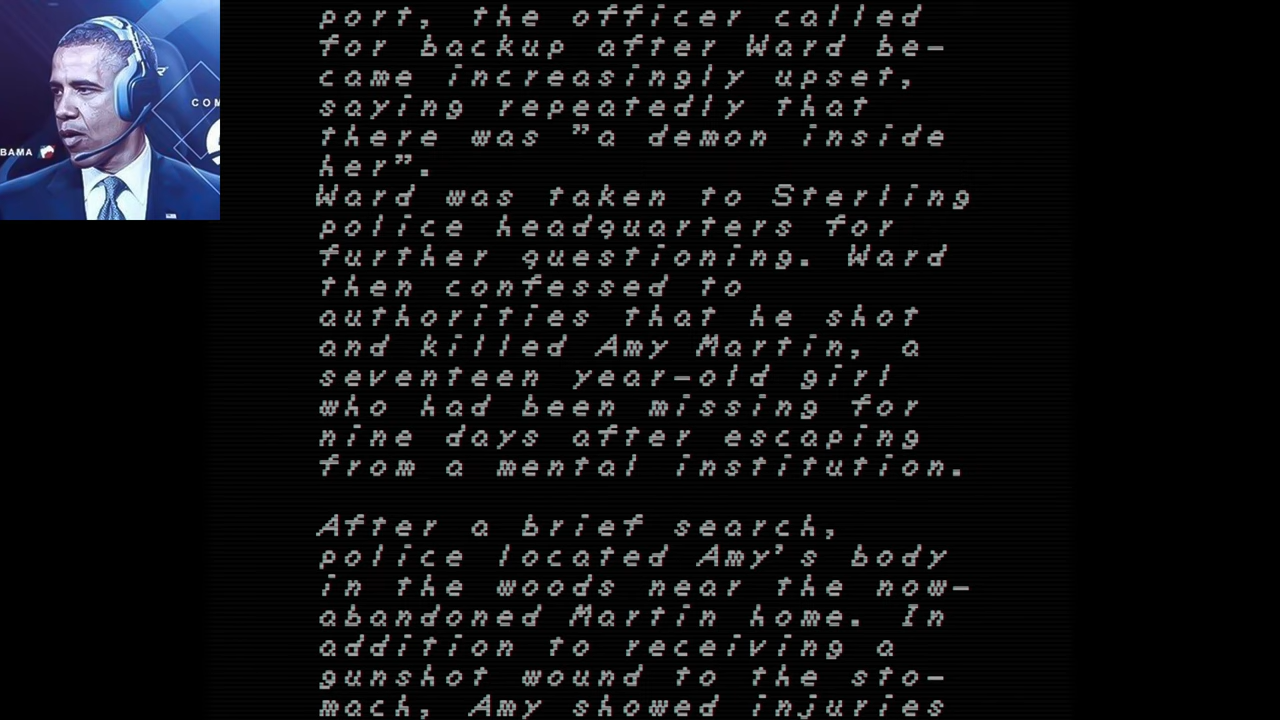 COM
BAMA
port, the officer called
for backup after Ward be-
came increasingly upset,
saying repeatedly that
there was "a demon inside
her".
Ward was taken to Sterling
police headquarters for
further questioning. Ward
then confessed to
authorities that he shot
and killed Amy Martin, a
seventeen year-old girl
who had been missing for
nine days after escaping
from a mental institution.
After a brief search,
police located Amy's body
in the woods near the now-
abandoned Martin home. In
addition to receiving a
gunshot wound to the sto-
mach, Amy showed injuries